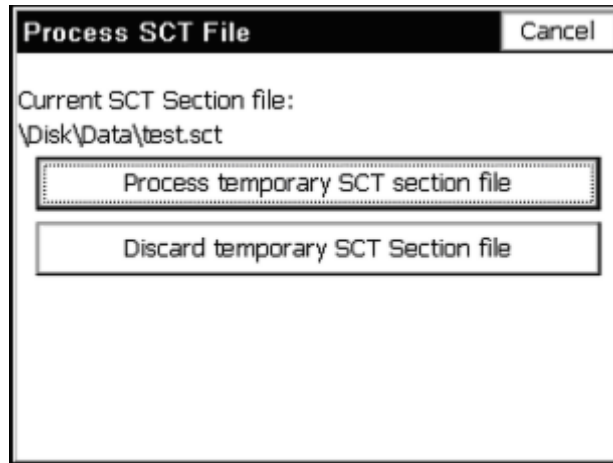 Process SCT File
Cancel
Current SCT Section file:
\Disk\Data\test.sct
Process temporary SCT section file
Discard temporary SCT Section file